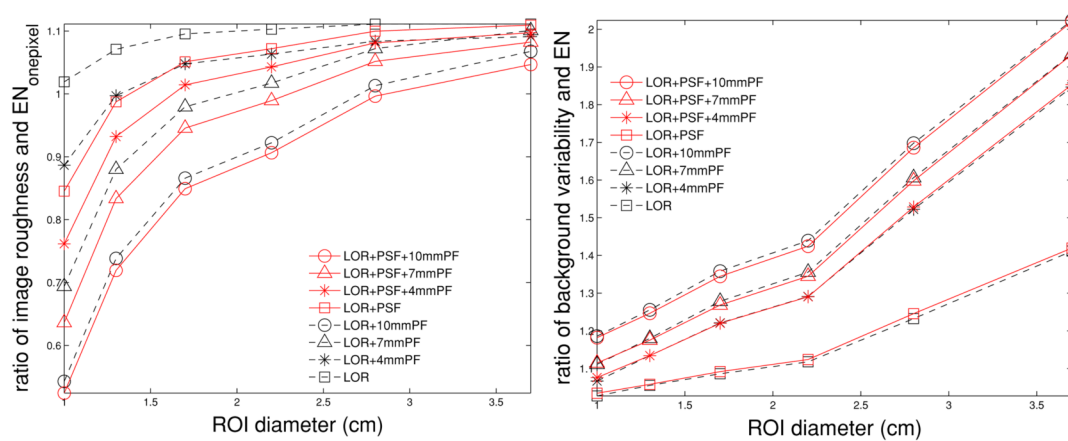 ratio of image roughness and EN onepixel
1.1
1
0.9
0.8
0.7
0.6
LOR+PSF+10mmPF
LOR+PSF+7mmPF
LOR+PSF+4mmPF
LOR+PSF
LOR+10mmPF
LOR+7mmPF
LOR+4mmPF
LOR
1 1.5 2 2.5 3 3.5
ROI diameter (cm)
ratio of background variability and EN
2
1.9
1.8
1.7
1.6
1.5
1.4
1.3
1.2
1.1
LOR+PSF+10mmPF
LOR+PSF+7mmPF
LOR+PSF+4mmPF
LOR+PSF
LOR+10mmPF
LOR+7mmPF
LOR+4mmPF
LOR
1 1.5 2 2.5 3 3.5
ROI diameter (cm)